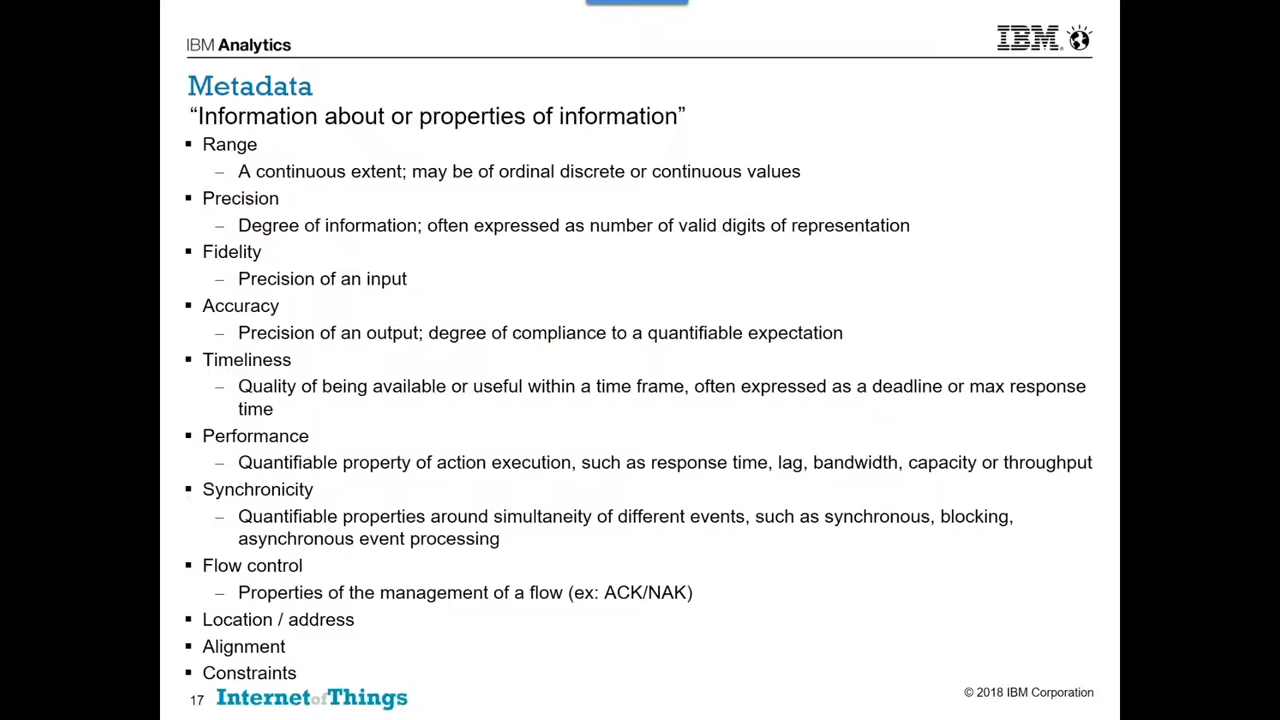 IBM Analytics
IBM
Metadata
“Information about or properties of information”
▪ Range
– A continuous extent; may be of ordinal discrete or continuous values
▪ Precision
– Degree of information; often expressed as number of valid digits of representation
▪ Fidelity
– Precision of an input
▪ Accuracy
– Precision of an output; degree of compliance to a quantifiable expectation
▪ Timeliness
– Quality of being available or useful within a time frame, often expressed as a deadline or max response
time
▪ Performance
– Quantifiable property of action execution, such as response time, lag, bandwidth, capacity or throughput
▪ Synchronicity
– Quantifiable properties around simultaneity of different events, such as synchronous, blocking,
asynchronous event processing
▪ Flow control
– Properties of the management of a flow (ex: ACK/NAK)
▪ Location / address
▪ Alignment
▪ Constraints
17 InternetofThings
© 2018 IBM Corporation